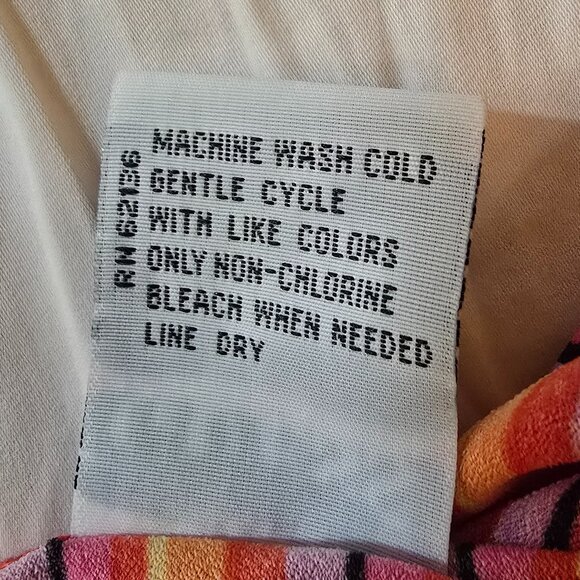 MACHINE WASH COLD
GENTLE CYCLE
WITH LIKE COLORS
ONLY NON-CHLORINE
BLEACH WHEN NEEDED
LINE DRY
RN 62136